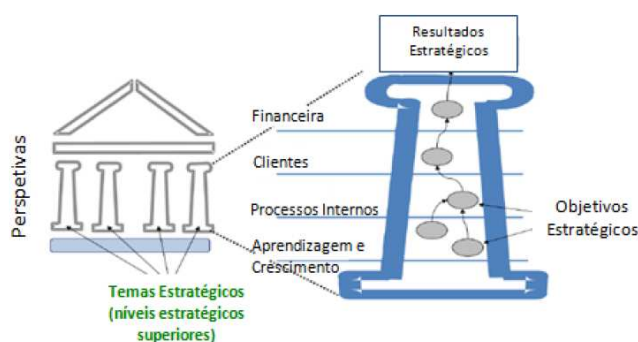 Resultados
Estratégicos
Perspetivas
Financeira
Clientes
Processos Internos
Aprendizagem e
Crescimento
Objetivos
Estratégicos
Temas Estratégicos
(níveis estratégicos
superiores)